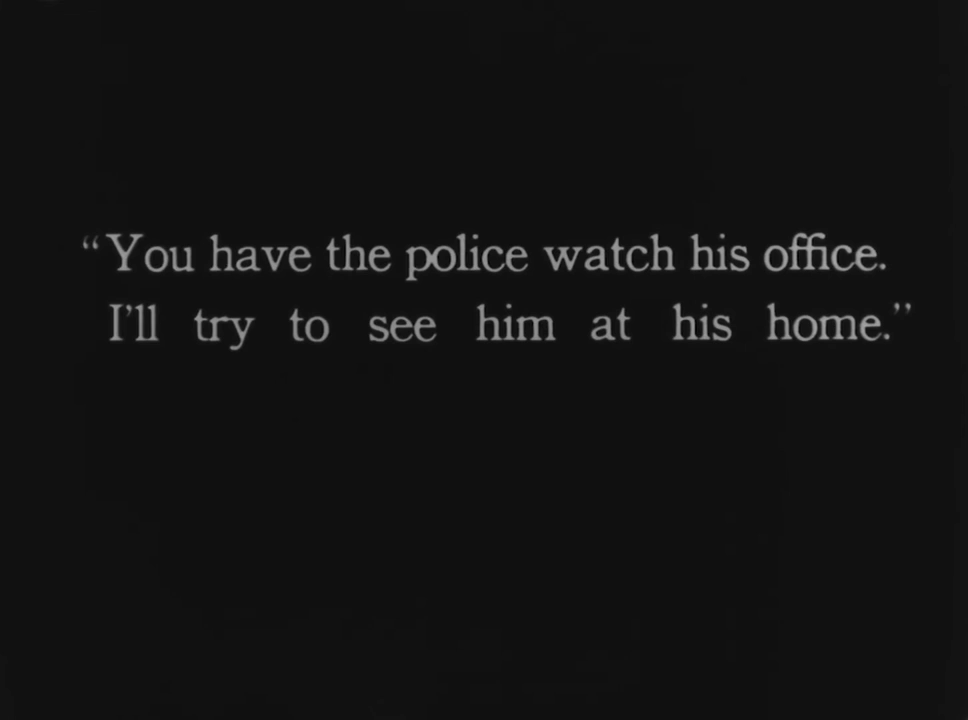 “You have the police watch his office.
I’ll try to see him at his home.”